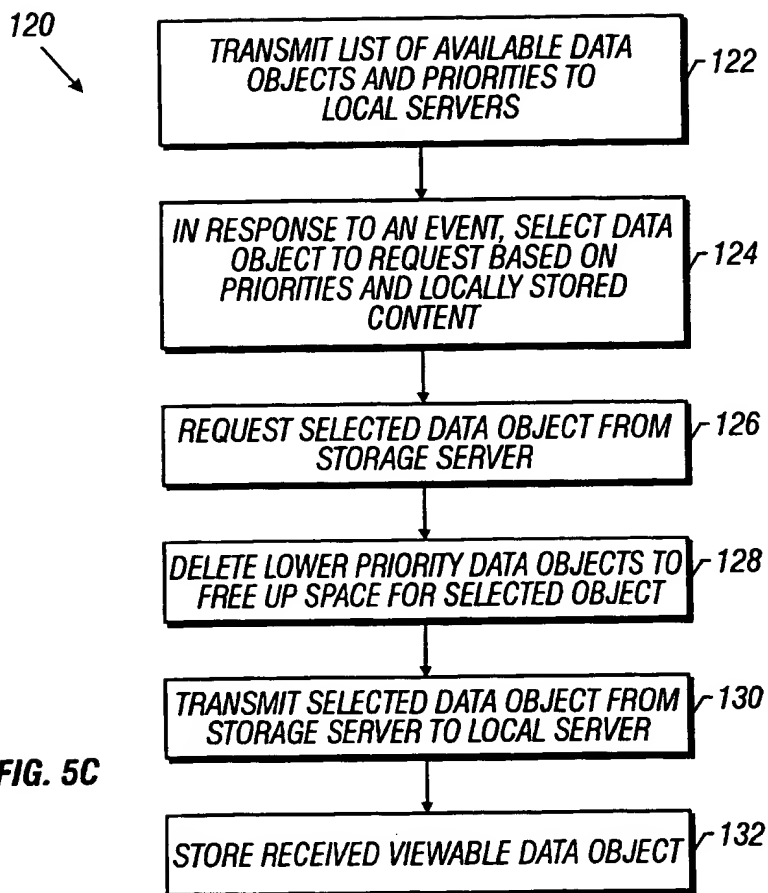 120
TRANSMIT LIST OF AVAILABLE DATA
OBJECTS AND PRIORITIES TO
LOCAL SERVERS
122
IN RESPONSE TO AN EVENT, SELECT DATA
OBJECT TO REQUEST BASED ON
PRIORITIES AND LOCALLY STORED
CONTENT
124
REQUEST SELECTED DATA OBJECT FROM
STORAGE SERVER
126
DELETE LOWER PRIORITY DATA OBJECTS TO
FREE UP SPACE FOR SELECTED OBJECT
128
TRANSMIT SELECTED DATA OBJECT FROM
STORAGE SERVER TO LOCAL SERVER
130
FIG. 5C
STORE RECEIVED VIEWABLE DATA OBJECT
132